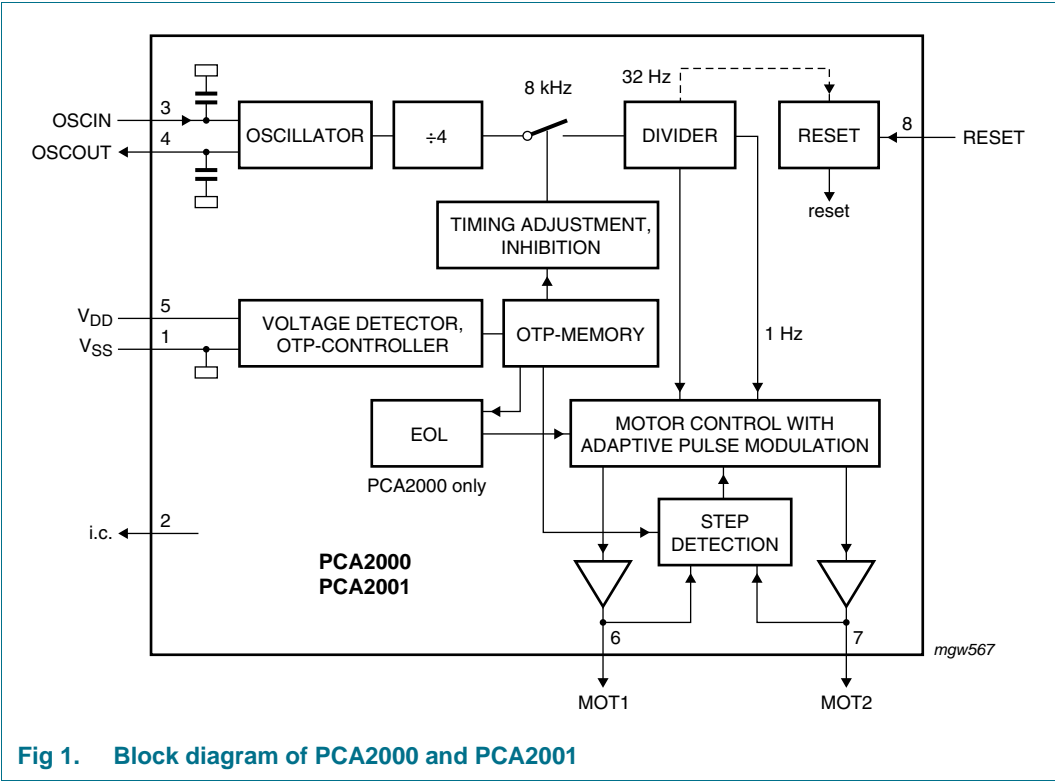 8 kHz
32 Hz
OSCIN
3
OSCILLATOR
÷4
DIVIDER
RESET
8
RESET
OSCOUT
4
reset
TIMING ADJUSTMENT,
INHIBITION
VDD
5
VSS
1
VOLTAGE DETECTOR,
OTP-CONTROLLER
OTP-MEMORY
1 Hz
EOL
PCA2000 only
MOTOR CONTROL WITH
ADAPTIVE PULSE MODULATION
i.c.
2
STEP
DETECTION
PCA2000
PCA2001
6
7
mgw567
MOT1
MOT2
Fig 1. Block diagram of PCA2000 and PCA2001